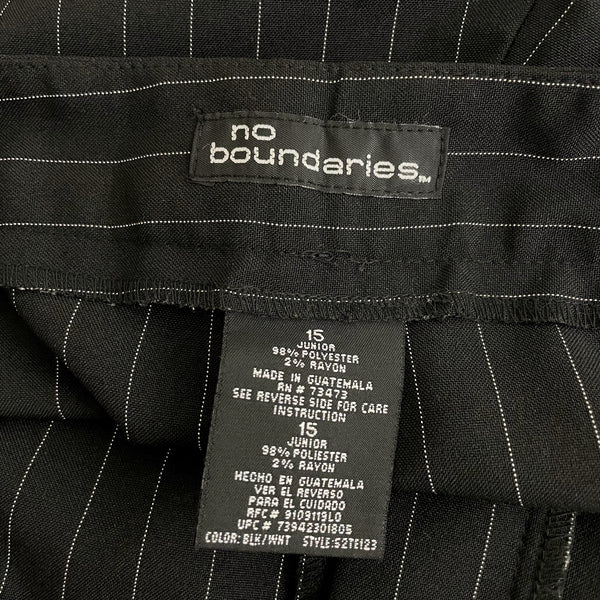 no
boundaries™
15
JUNIOR
98% POLYESTER
2% RAYON
MADE IN GUATEMALA
RN # 73473
SEE REVERSE SIDE FOR CARE
INSTRUCTION
15
JUNIOR
98% POLIESTER
2% RAYON
HECHO EN GUATEMALA
VER EL REVERSO
PARA EL CUIDADO
RFC# 9109119L0
UPC# 73942301805
COLOR: BLK/WHT STYLE:52TE123